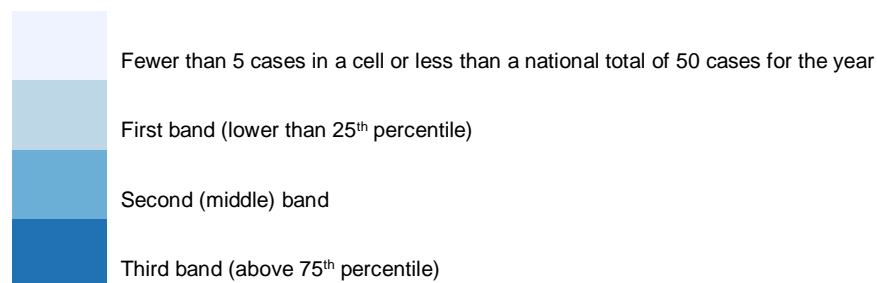 Fewer than 5 cases in a cell or less than a national total of 50 cases for the year
First band (lower than 25th percentile)
Second (middle) band
Third band (above 75th percentile)